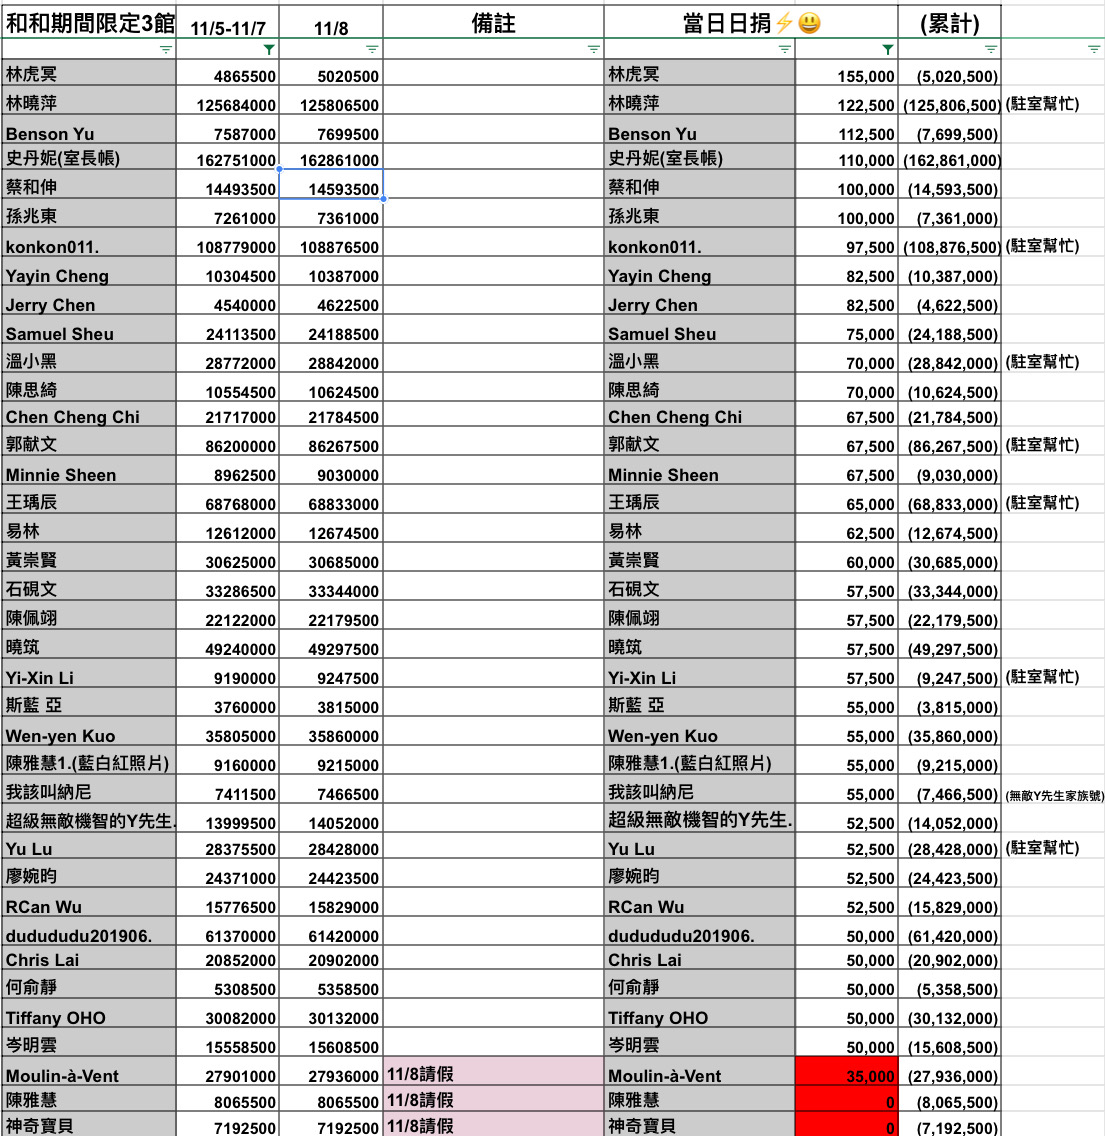 和和期間限定3館 11/5-11/7 11/8 備註 當日日捐⚡😃 (累計)
林虎冥 4865500 5020500 林虎冥 155,000 (5,020,500)
林曉萍 125684000 125806500 林曉萍 122,500 (125,806,500) (駐室幫忙)
Benson Yu 7587000 7699500 Benson Yu 112,500 (7,699,500)
史丹妮(室長帳) 162751000 162861000 史丹妮(室長帳) 110,000 (162,861,000)
蔡和伸 14493500 14593500 蔡和伸 100,000 (14,593,500)
孫兆東 7261000 7361000 孫兆東 100,000 (7,361,000)
konkon011. 108779000 108876500 konkon011. 97,500 (108,876,500) (駐室幫忙)
Yayin Cheng 10304500 10387000 Yayin Cheng 82,500 (10,387,000)
Jerry Chen 4540000 4622500 Jerry Chen 82,500 (4,622,500)
Samuel Sheu 24113500 24188500 Samuel Sheu 75,000 (24,188,500)
溫小黑 28772000 28842000 溫小黑 70,000 (28,842,000) (駐室幫忙)
陳思綺 10554500 10624500 陳思綺 70,000 (10,624,500)
Chen Cheng Chi 21717000 21784500 Chen Cheng Chi 67,500 (21,784,500)
郭献文 86200000 86267500 郭献文 67,500 (86,267,500) (駐室幫忙)
Minnie Sheen 8962500 9030000 Minnie Sheen 67,500 (9,030,000)
王瑀辰 68768000 68833000 王瑀辰 65,000 (68,833,000) (駐室幫忙)
易林 12612000 12674500 易林 62,500 (12,674,500)
黃崇賢 30625000 30685000 黃崇賢 60,000 (30,685,000)
石硯文 33286500 33344000 石硯文 57,500 (33,344,000)
陳佩翊 22122000 22179500 陳佩翊 57,500 (22,179,500)
曉筑 49240000 49297500 曉筑 57,500 (49,297,500)
Yi-Xin Li 9190000 9247500 Yi-Xin Li 57,500 (9,247,500) (駐室幫忙)
斯藍 亞 3760000 3815000 斯藍 亞 55,000 (3,815,000)
Wen-yen Kuo 35805000 35860000 Wen-yen Kuo 55,000 (35,860,000)
陳雅慧1.(藍白紅照片) 9160000 9215000 陳雅慧1.(藍白紅照片) 55,000 (9,215,000)
我該叫納尼 7411500 7466500 我該叫納尼 55,000 (7,466,500) (無敵Y先生家族號)
超級無敵機智的Y先生. 13999500 14052000 超級無敵機智的Y先生. 52,500 (14,052,000)
Yu Lu 28375500 28428000 Yu Lu 52,500 (28,428,000) (駐室幫忙)
廖婉昀 24371000 24423500 廖婉昀 52,500 (24,423,500)
RCan Wu 15776500 15829000 RCan Wu 52,500 (15,829,000)
dudududu201906. 61370000 61420000 dudududu201906. 50,000 (61,420,000)
Chris Lai 20852000 20902000 Chris Lai 50,000 (20,902,000)
何俞靜 5308500 5358500 何俞靜 50,000 (5,358,500)
Tiffany OHO 30082000 30132000 Tiffany OHO 50,000 (30,132,000)
岑明雲 15558500 15608500 岑明雲 50,000 (15,608,500)
Moulin-à-Vent 27901000 27936000 11/8請假 Moulin-à-Vent 35,000 (27,936,000)
陳雅慧 8065500 8065500 11/8請假 陳雅慧 0 (8,065,500)
神奇寶貝 7192500 7192500 11/8請假 神奇寶貝 0 (7,192,500)